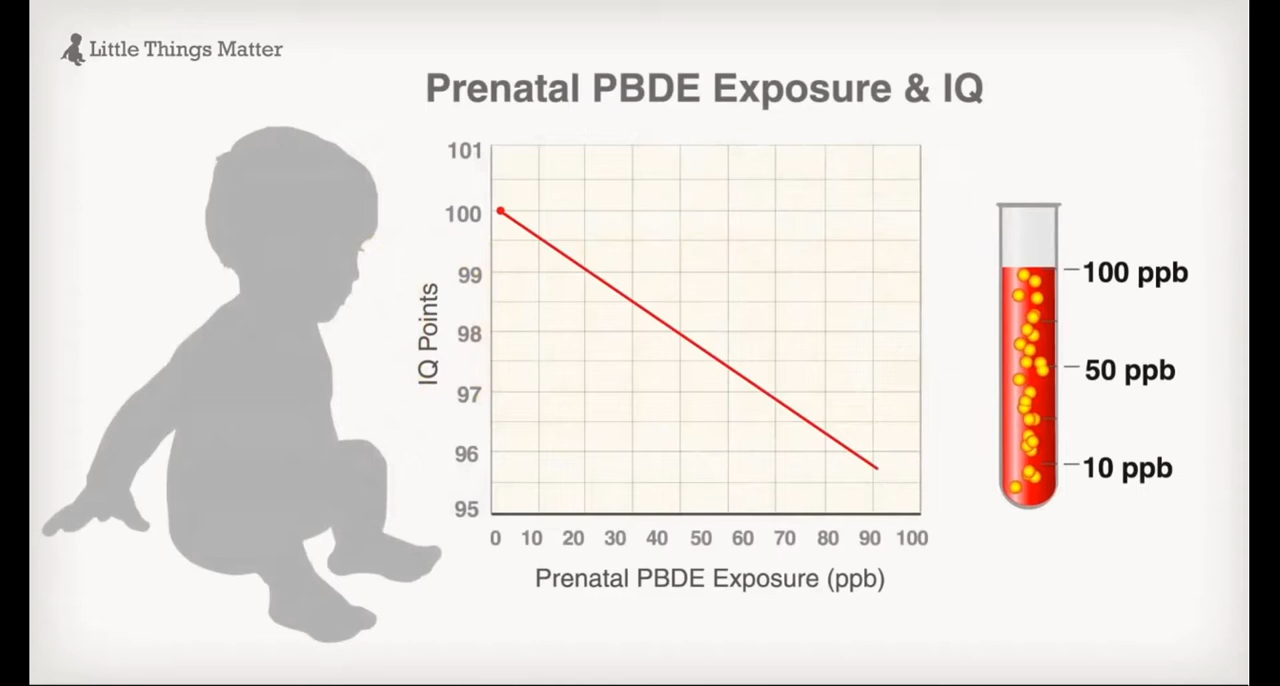 Little Things Matter
Prenatal PBDE Exposure & IQ
101
100
99
98
97
96
95
IQ Points
0 10 20 30 40 50 60 70 80 90 100
Prenatal PBDE Exposure (ppb)
100 ppb
50 ppb
10 ppb